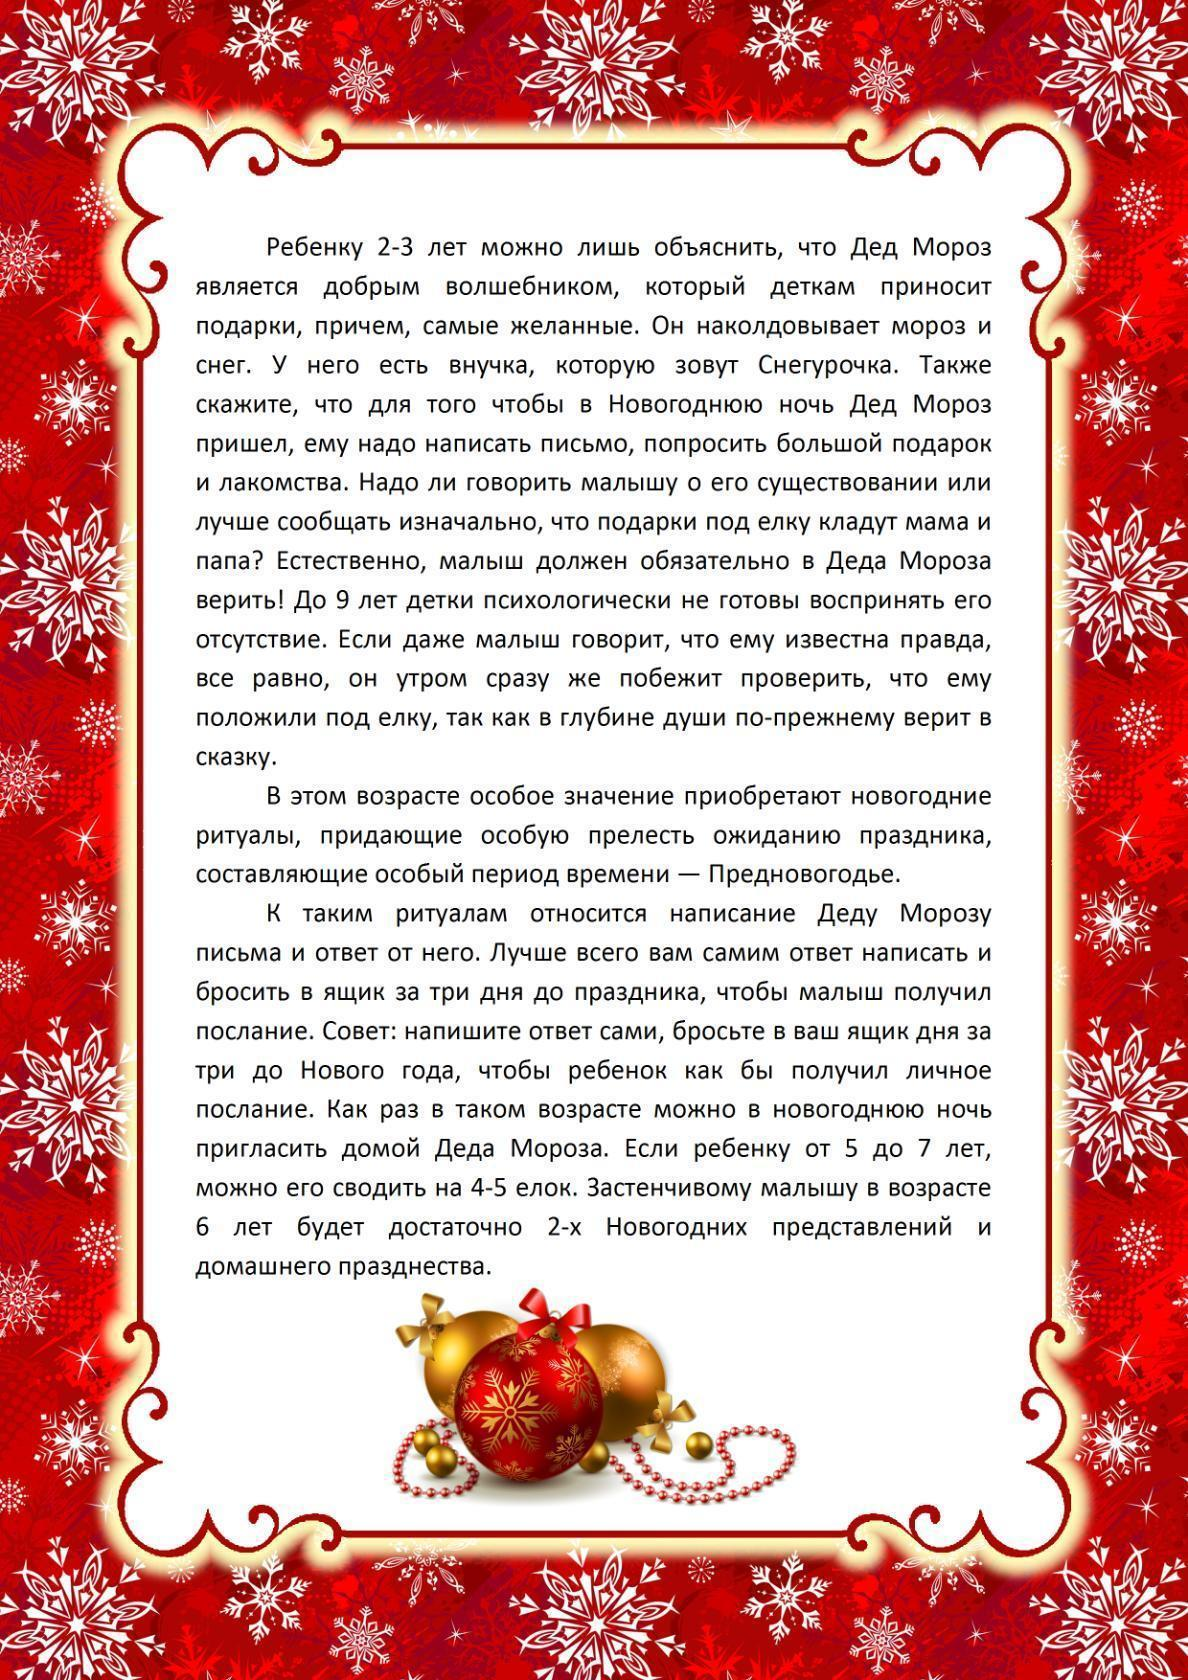 Ребенку 2-3 лет можно лишь объяснить, что Дед Мороз
является добрым волшебником, который деткам приносит
подарки, причем, самые желанные. Он наколдовывает мороз и
снег. У него есть внучка, которую зовут Снегурочка. Также
скажите, что для того чтобы в Новогоднюю ночь Дед Мороз
пришел, ему надо написать письмо, попросить большой подарок
и лакомства. Надо ли говорить малышу о его существовании или
лучше сообщать изначально, что подарки под елку кладут мама и
папа? Естественно, малыш должен обязательно в Деда Мороза
верить! До 9 лет детки психологически не готовы воспринять его
отсутствие. Если даже малыш говорит, что ему известна правда,
все равно, он утром сразу же побежит проверить, что ему
положили под елку, так как в глубине души по-прежнему верит в
сказку.
В этом возрасте особое значение приобретают новогодние
ритуалы, придающие особую прелесть ожиданию праздника,
составляющие особый период времени — Предновогодье.
К таким ритуалам относится написание Деду Морозу
письма и ответ от него. Лучше всего вам самим ответ написать и
бросить в ящик за три дня до праздника, чтобы малыш получил
послание. Совет: напишите ответ сами, бросьте в ваш ящик дня за
три до Нового года, чтобы ребенок как бы получил личное
послание. Как раз в таком возрасте можно в новогоднюю ночь
пригласить домой Деда Мороза. Если ребенку от 5 до 7 лет,
можно его сводить на 4-5 елок. Застенчивому малышу в возрасте
6 лет будет достаточно 2-х Новогодних представлений и
домашнего празднества.